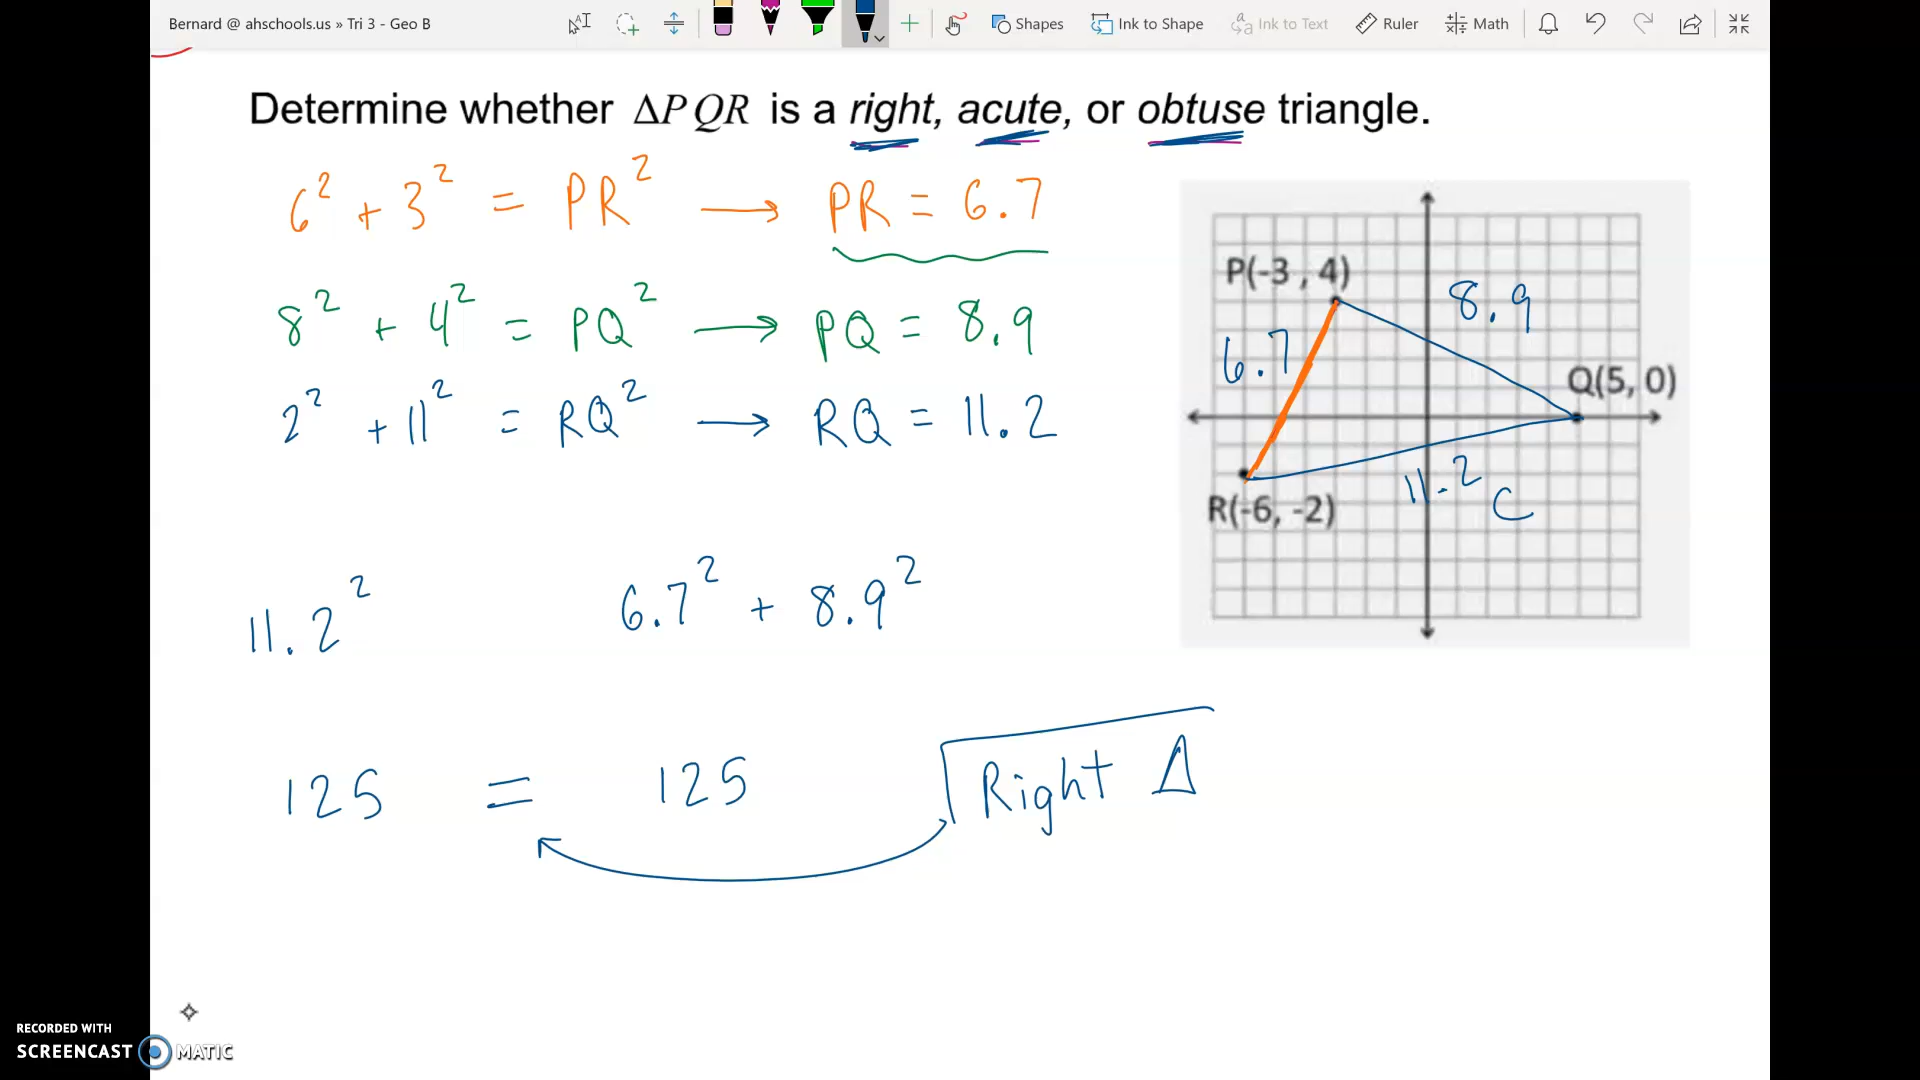 Bernard @ ahschools.us » Tri 3 - Geo B
Shapes
Ink to Shape
Ink to Text
Ruler
Math
Determine whether ΔPQR is a right, acute, or obtuse triangle.
6² + 3² = PR² → PR = 6.7
8² + 4² = PQ² → PQ = 8.9
2² + 11² = RQ² → RQ = 11.2
P(-3 , 4)
8.9
6.7
Q(5, 0)
11.2
C
R(-6, -2)
11.2² 6.7² + 8.9²
125 = 125 Right Δ
RECORDED WITH
SCREENCAST MATIC